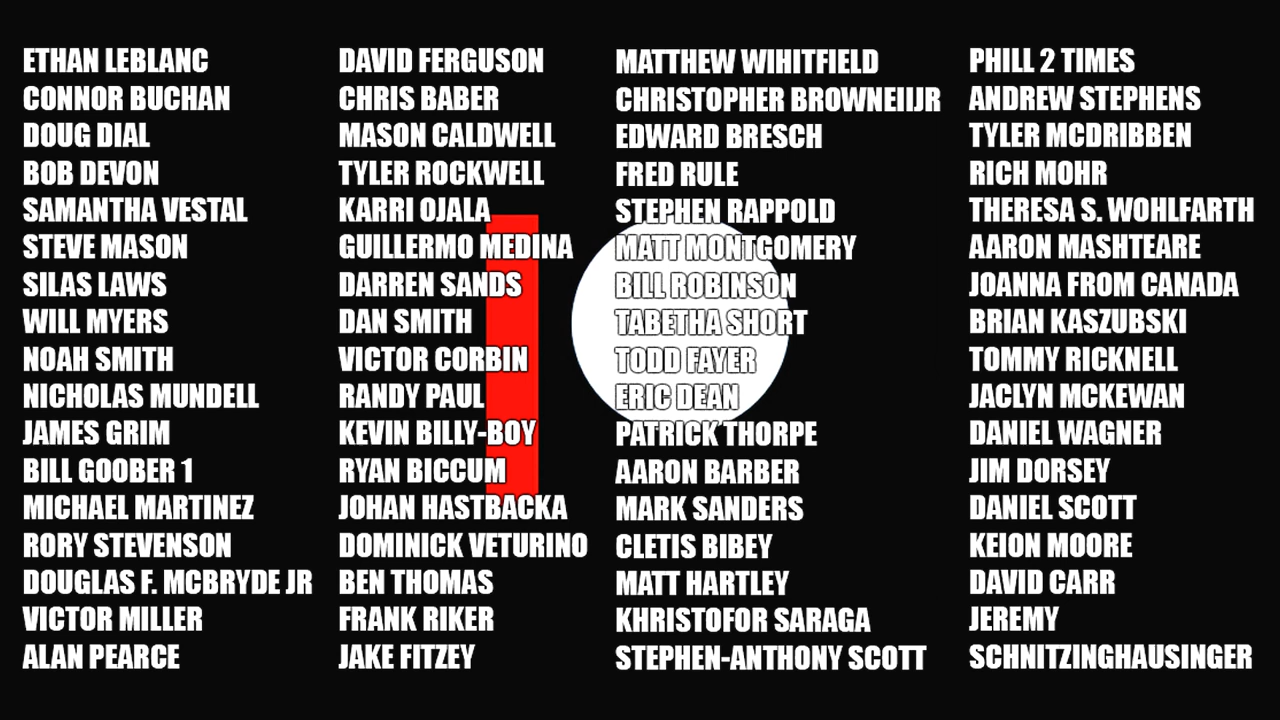 ETHAN LEBLANC
CONNOR BUCHAN
DOUG DIAL
BOB DEVON
SAMANTHA VESTAL
STEVE MASON
SILAS LAWS
WILL MYERS
NOAH SMITH
NICHOLAS MUNDELL
JAMES GRIM
BILL GOOBER 1
MICHAEL MARTINEZ
RORY STEVENSON
DOUGLAS F. MCBRYDE JR
VICTOR MILLER
ALAN PEARCE
DAVID FERGUSON
CHRIS BABER
MASON CALDWELL
TYLER ROCKWELL
KARRI OJALA
GUILLERMO MEDINA
DARREN SANDS
DAN SMITH
VICTOR CORBIN
RANDY PAUL
KEVIN BILLY-BOY
RYAN BICCUM
JOHAN HASTBACKA
DOMINICK VETURINO
BEN THOMAS
FRANK RIKER
JAKE FITZEY
MATTHEW WIHITFIELD
CHRISTOPHER BROWNEIIJR
EDWARD BRESCH
FRED RULE
STEPHEN RAPPOLD
MATT MONTGOMERY
BILL ROBINSON
TABETHA SHORT
TODD FAYER
ERIC DEAN
PATRICK THORPE
AARON BARBER
MARK SANDERS
CLETIS BIBEY
MATT HARTLEY
KHRISTOFOR SARAGA
STEPHEN-ANTHONY SCOTT
PHILL 2 TIMES
ANDREW STEPHENS
TYLER MCDRIBBEN
RICH MOHR
THERESA S. WOHLFARTH
AARON MASHTEARE
JOANNA FROM CANADA
BRIAN KASZUBSKI
TOMMY RICKNELL
JACLYN MCKEWAN
DANIEL WAGNER
JIM DORSEY
DANIEL SCOTT
KEION MOORE
DAVID CARR
JEREMY
SCHNITZINGHAUSINGER